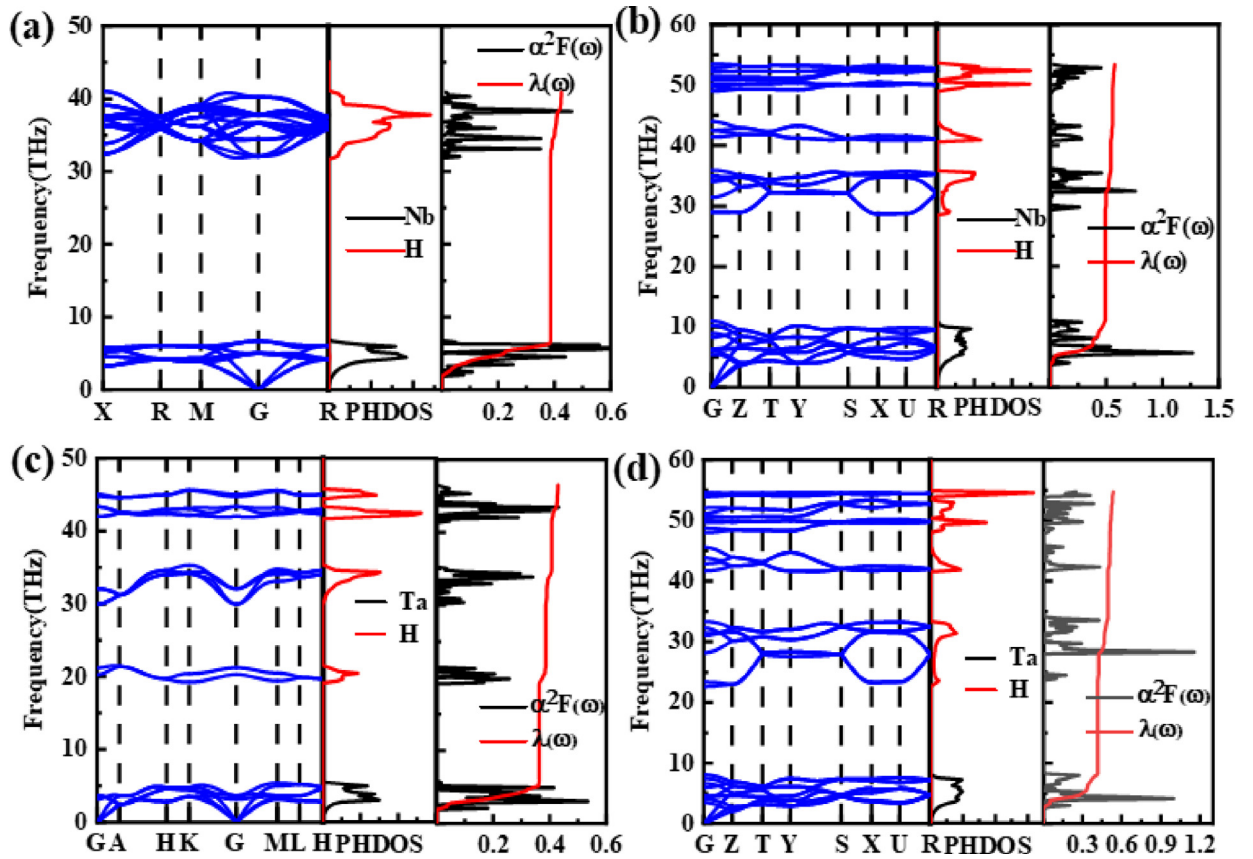 (a)
50
40
30
20
10
0
Frequency(THz)
X R M G R PHDOS 0.2 0.4 0.6
α²F(ω)
λ(ω)
Nb
H
(b)
60
50
40
30
20
10
0
Frequency(THz)
G Z T Y S X U R PHDOS 0.5 1.0 1.5
Nb
H
α²F(ω)
λ(ω)
(c)
50
40
30
20
10
0
Frequency(THz)
G A H K G M L H PHDOS 0.2 0.4 0.6
Ta
H
α²F(ω)
λ(ω)
(d)
60
50
40
30
20
10
0
Frequency(THz)
G Z T Y S X U R PHDOS 0.3 0.6 0.9 1.2
Ta
H
α²F(ω)
λ(ω)